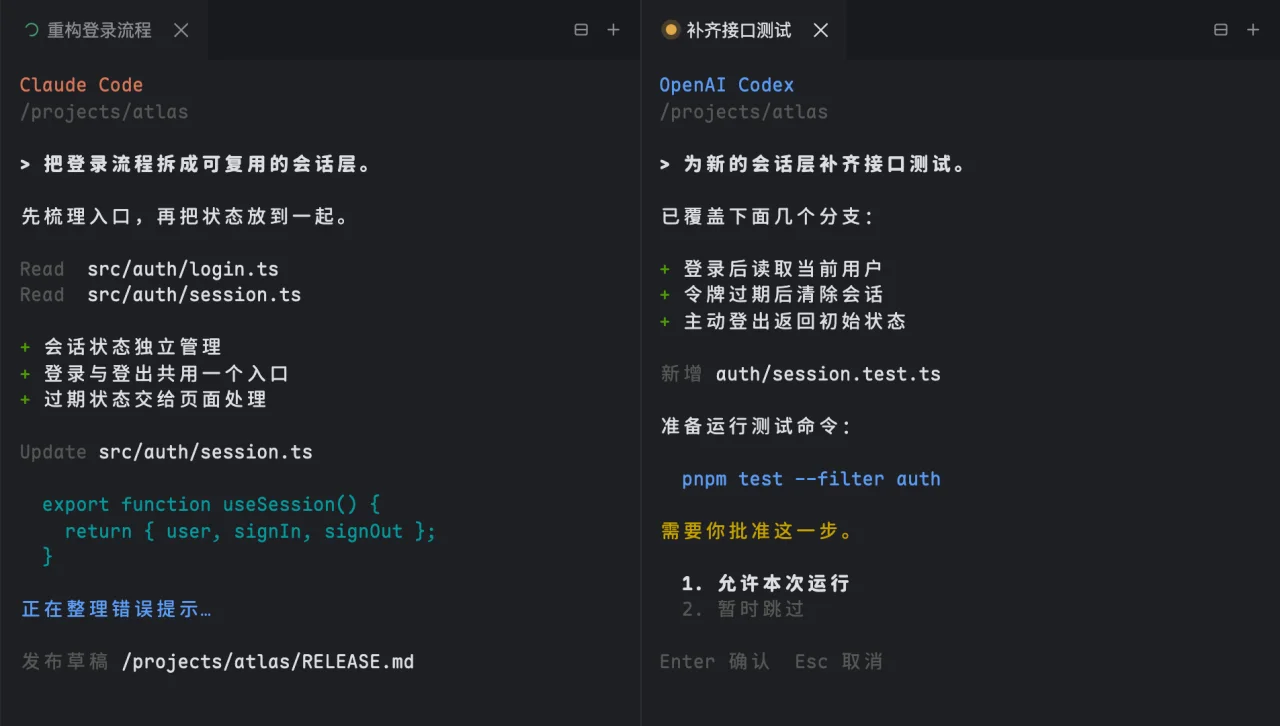 重构登录流程
Claude Code
/projects/atlas
> 把登录流程拆成可复用的会话层。
先梳理入口，再把状态放到一起。
Read src/auth/login.ts
Read src/auth/session.ts
+ 会话状态独立管理
+ 登录与登出共用一个入口
+ 过期状态交给页面处理
Update src/auth/session.ts
export function useSession() {
return { user, signIn, signOut };
}
正在整理错误提示…
发布草稿 /projects/atlas/RELEASE.md
补齐接口测试
OpenAI Codex
/projects/atlas
> 为新的会话层补齐接口测试。
已覆盖下面几个分支：
+ 登录后读取当前用户
+ 令牌过期后清除会话
+ 主动登出返回初始状态
新增 auth/session.test.ts
准备运行测试命令：
pnpm test --filter auth
需要你批准这一步。
1. 允许本次运行
2. 暂时跳过
Enter 确认 Esc 取消